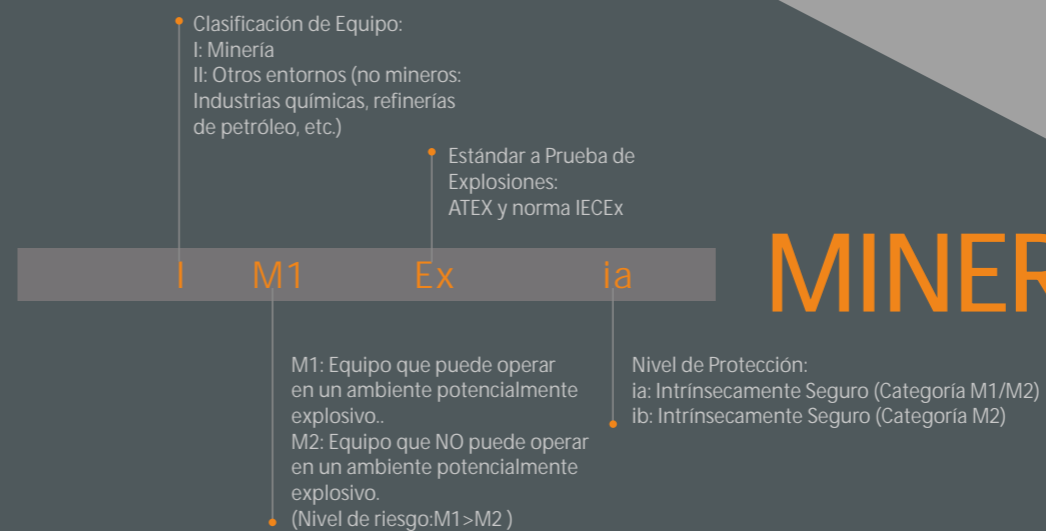 Clasificación de Equipo:
I: Minería
II: Otros entornos (no mineros:
Industrias químicas, refinerías
de petróleo, etc.)
Estándar a Prueba de
Explosiones:
ATEX y norma IECEx
I M1 Ex ia
MINER
M1: Equipo que puede operar
en un ambiente potencialmente
explosivo..
M2: Equipo que NO puede operar
en un ambiente potencialmente
explosivo.
(Nivel de riesgo:M1>M2 )
Nivel de Protección:
ia: Intrínsecamente Seguro (Categoría M1/M2)
ib: Intrínsecamente Seguro (Categoría M2)